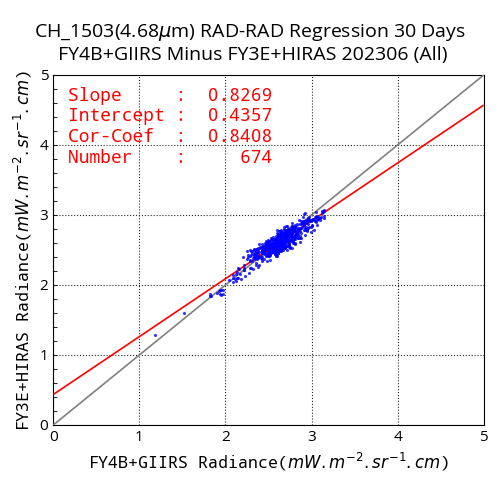 CH_1503(4.68μm) RAD-RAD Regression 30 Days
FY4B+GIIRS Minus FY3E+HIRAS 202306 (All)
Slope : 0.8269
Intercept : 0.4357
Cor-Coef : 0.8408
Number : 674
5
4
3
2
1
0
FY3E+HIRAS Radiance(mW.m⁻².sr⁻¹.cm)
0 1 2 3 4 5
FY4B+GIIRS Radiance(mW.m⁻².sr⁻¹.cm)